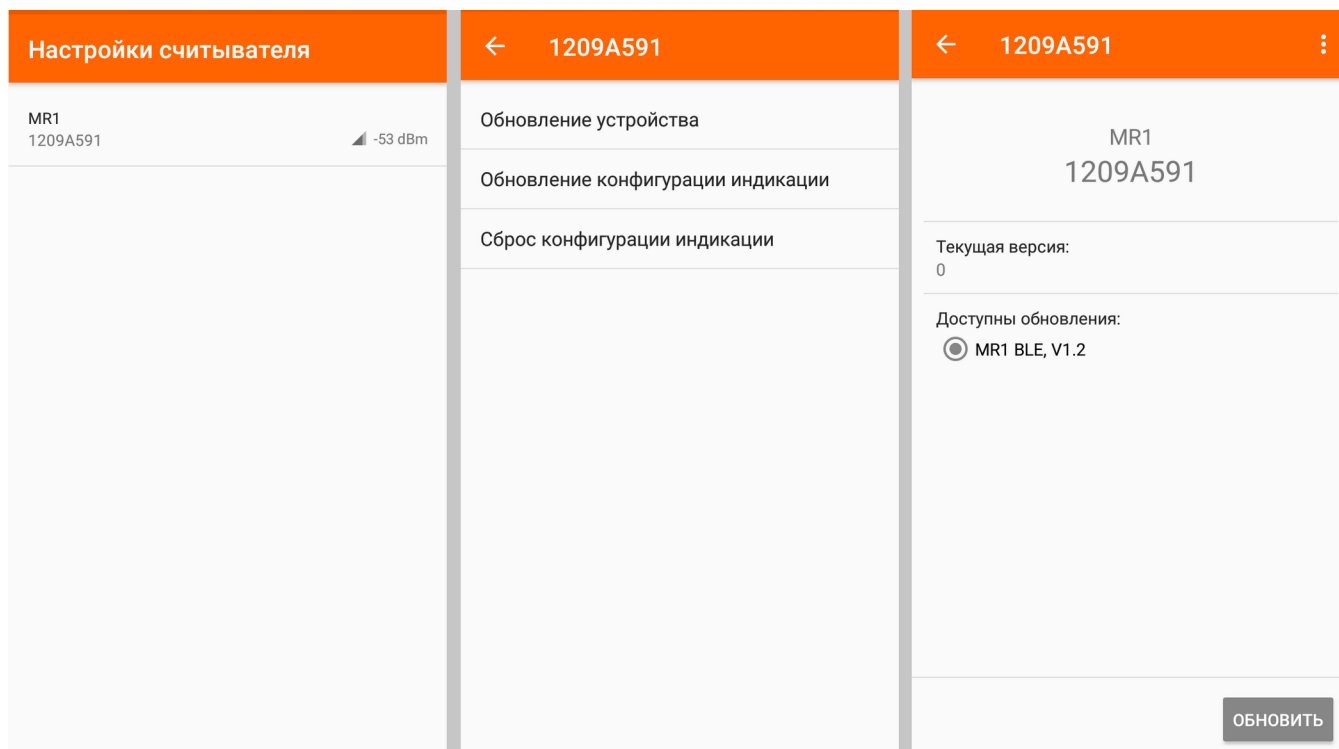 Настройки считывателя
MR1
1209A591
-53 dBm
1209A591
Обновление устройства
Обновление конфигурации индикации
Сброс конфигурации индикации
1209A591
MR1
1209A591
Текущая версия:
0
Доступны обновления:
MR1 BLE, V1.2
ОБНОВИТЬ